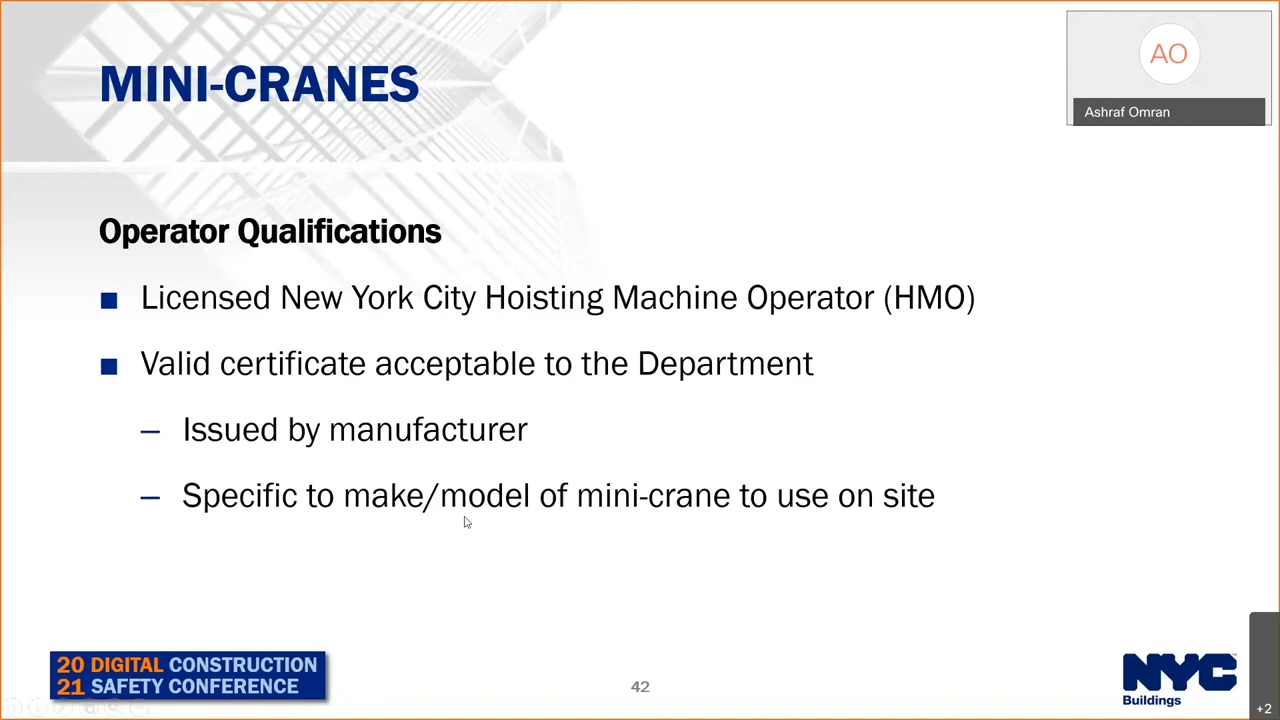 MINI-CRANES
AO
Ashraf Omran
Operator Qualifications
Licensed New York City Hoisting Machine Operator (HMO)
Valid certificate acceptable to the Department
– Issued by manufacturer
– Specific to make/model of mini-crane to use on site
20 DIGITAL CONSTRUCTION
21 SAFETY CONFERENCE
42
NYC
Buildings
+2